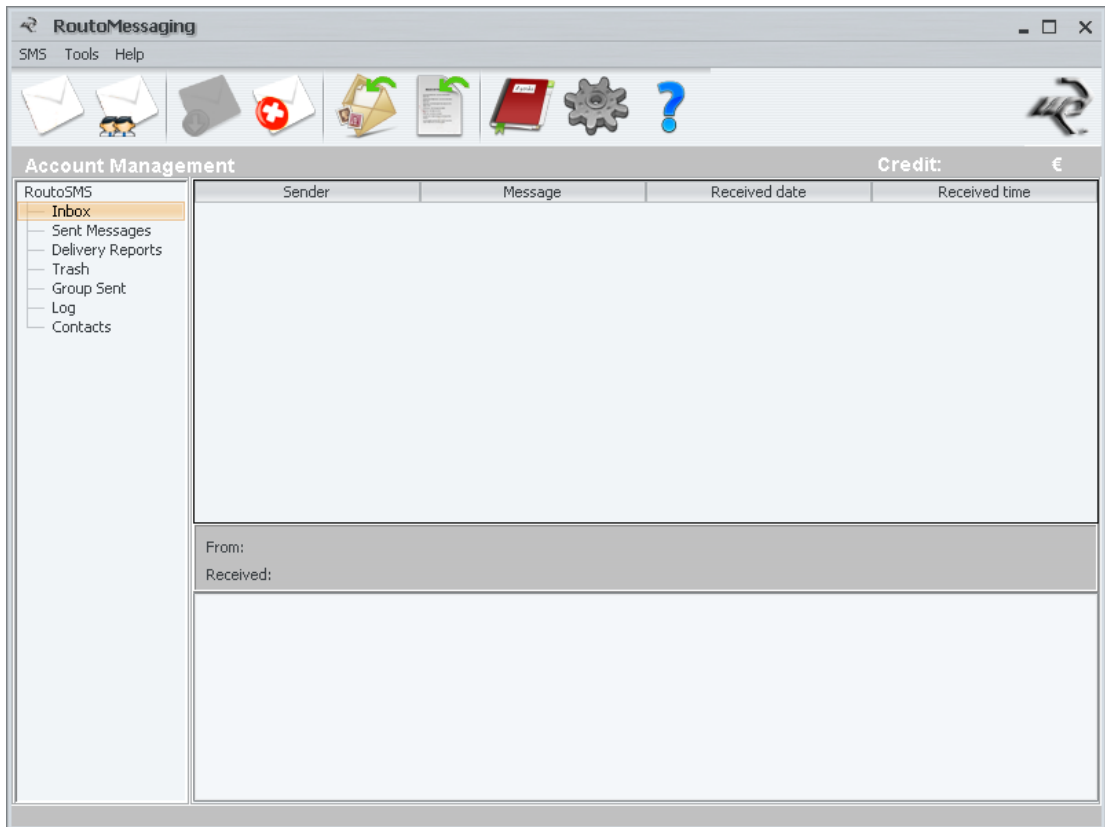 RoutoMessaging
SMS Tools Help
Account Management Credit: €
RoutoSMS
Inbox
Sent Messages
Delivery Reports
Trash
Group Sent
Log
Contacts
Sender Message Received date Received time
From:
Received: